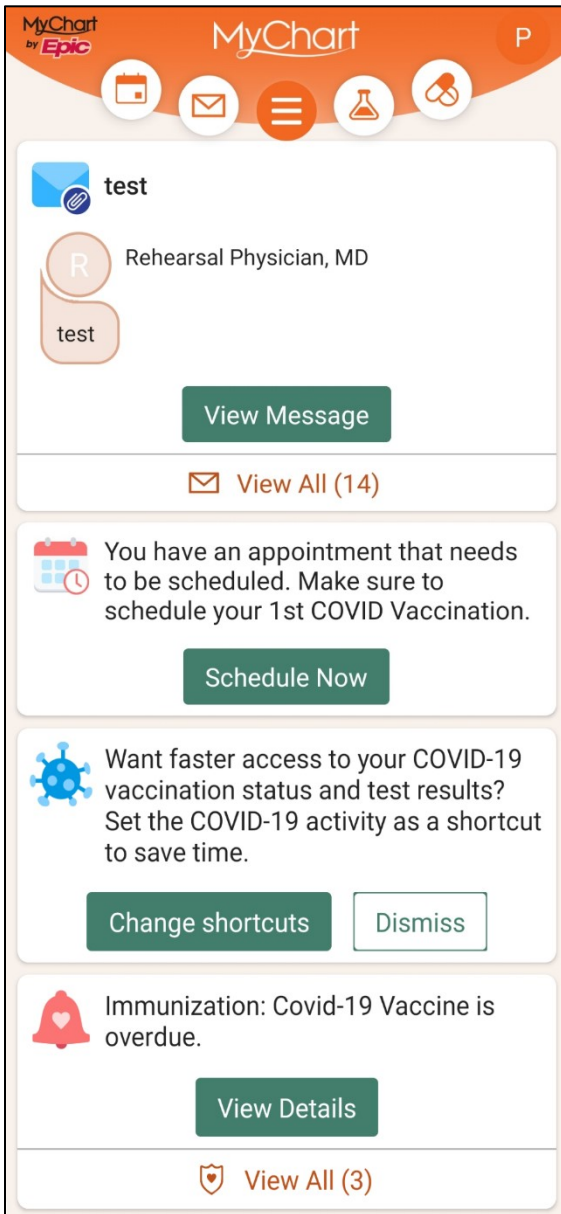 MyChart
by Epic
MyChart
P
test
R
Rehearsal Physician, MD
test
View Message
View All (14)
You have an appointment that needs
to be scheduled. Make sure to
schedule your 1st COVID Vaccination.
Schedule Now
Want faster access to your COVID-19
vaccination status and test results?
Set the COVID-19 activity as a shortcut
to save time.
Change shortcuts
Dismiss
Immunization: Covid-19 Vaccine is
overdue.
View Details
View All (3)